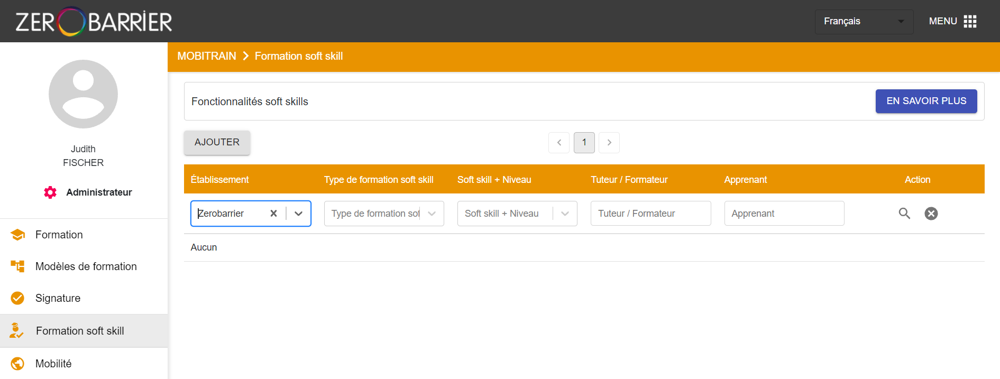 ZEROBARRIER
Français
MENU
MOBITRAIN > Formation soft skill
Judith
FISCHER
Administrateur
Formation
Modèles de formation
Signature
Formation soft skill
Mobilité
Fonctionnalités soft skills
EN SAVOIR PLUS
AJOUTER
1
Établissement Type de formation soft skill Soft skill + Niveau Tuteur / Formateur Apprenant Action
Zerobarrier Type de formation sof Soft skill + Niveau Tuteur / Formateur Apprenant
Aucun